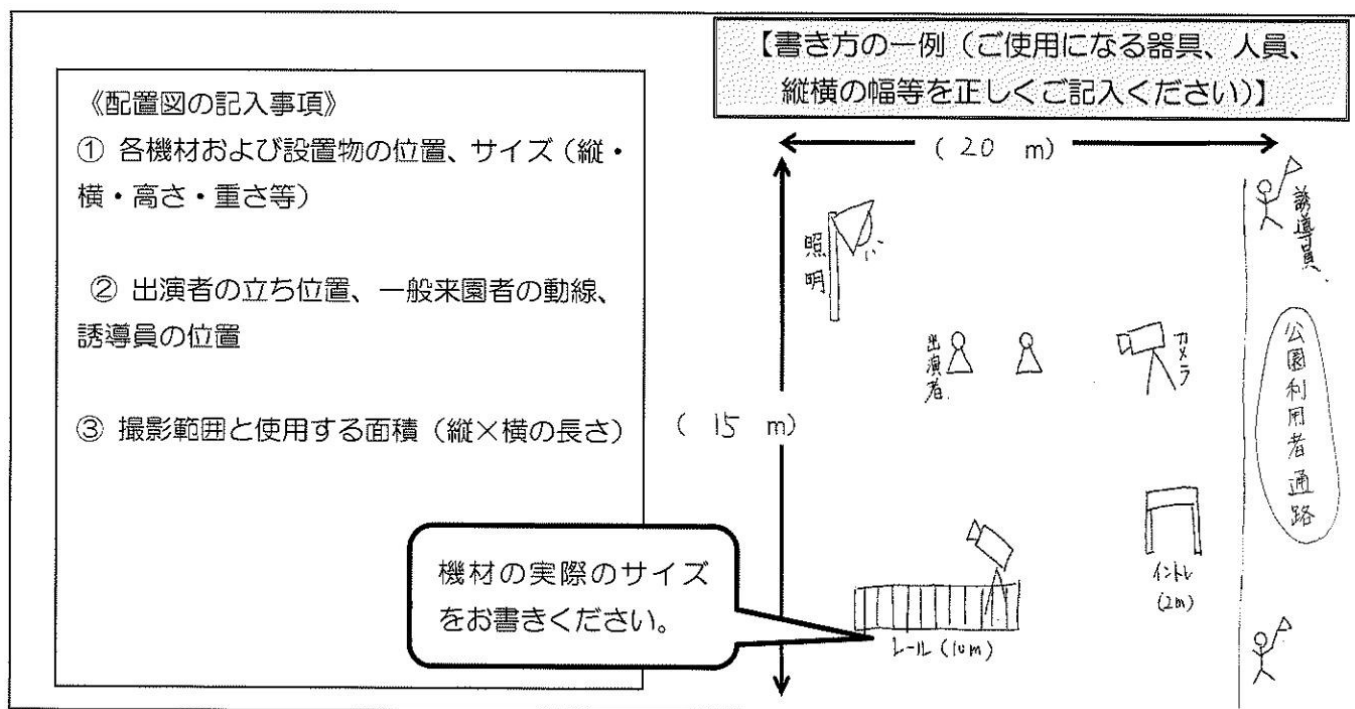 【書き方の一例（ご使用になる器具、人員、
縦横の幅等を正しくご記入ください）】
《配置図の記入事項》
① 各機材および設置物の位置、サイズ（縦・
横・高さ・重さ等）
② 出演者の立ち位置、一般来園者の動線、
誘導員の位置
③ 撮影範囲と使用する面積（縦×横の長さ）
機材の実際のサイズ
をお書きください。
( 20 m)
( 15 m)
照明
出演者
カメラ
誘導員
公園利用者通路
イントレ
(2m)
レール (10m)